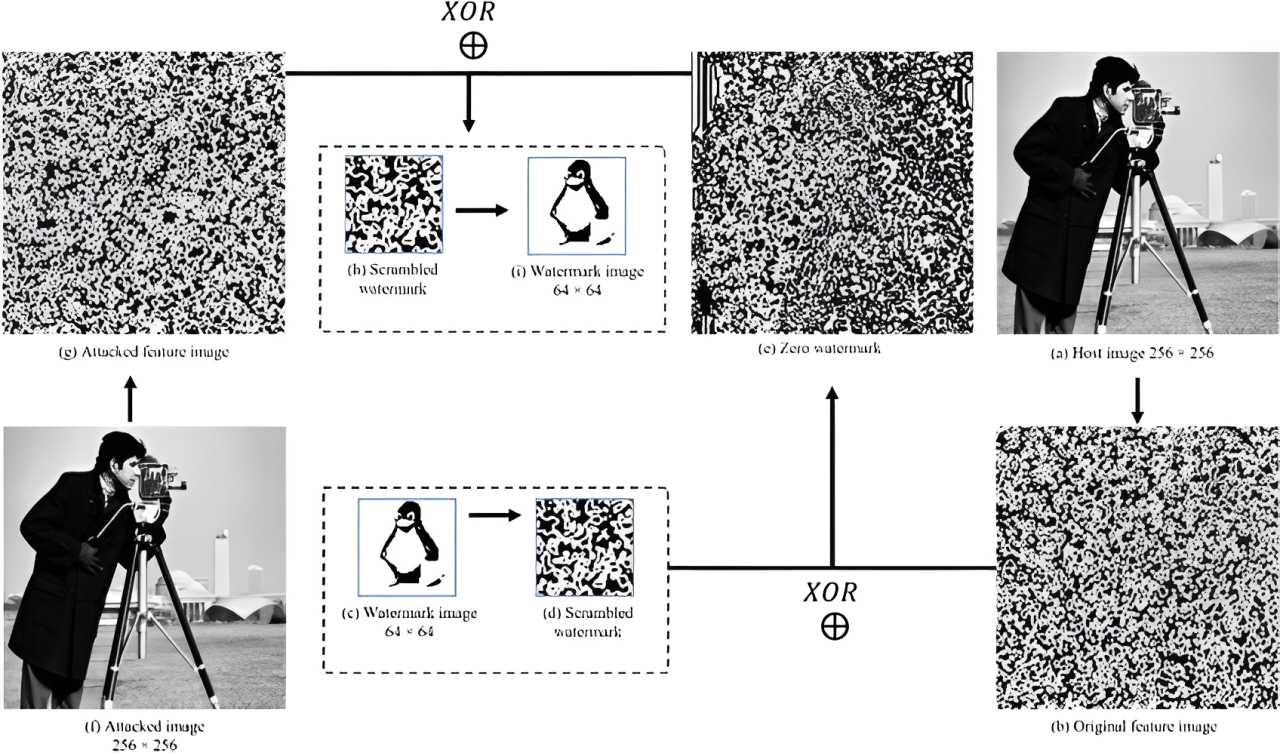 XOR
⊕
(h) Scrambled
watermark
(i) Watermark image
64 × 64
(g) Attacked feature image
(e) Zero watermark
(a) Host image 256 × 256
(c) Watermark image
64 × 64
(d) Scrambled
watermark
XOR
⊕
(f) Attacked image
256 × 256
(b) Original feature image